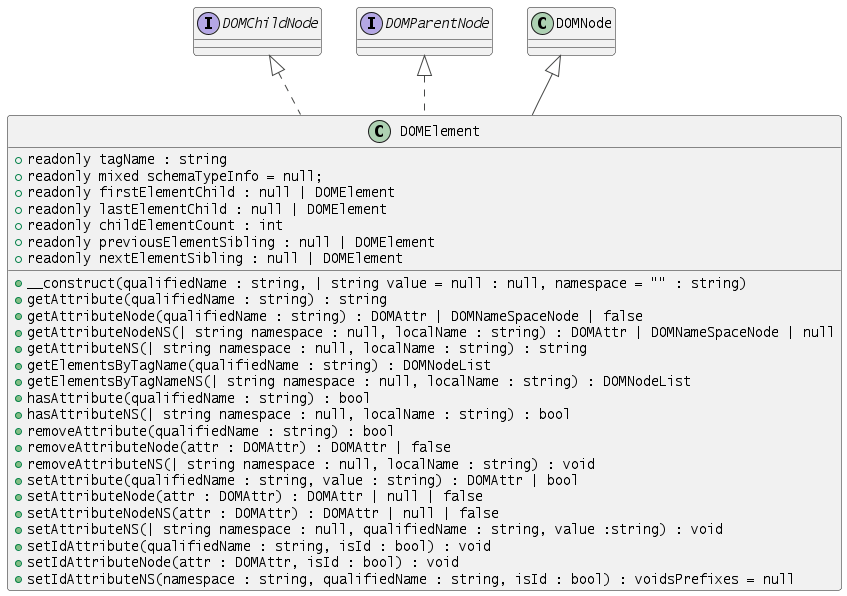 I DOMChildNode
I DOMParentNode
C DOMNode
C DOMElement
readonly tagName : string
readonly mixed schemaTypeInfo = null;
readonly firstElementChild : null | DOMElement
readonly lastElementChild : null | DOMElement
readonly childElementCount : int
readonly previousElementSibling : null | DOMElement
readonly nextElementSibling : null | DOMElement
__construct(qualifiedName : string, | string value = null : null, namespace = "" : string)
getAttribute(qualifiedName : string) : string
getAttributeNode(qualifiedName : string) : DOMAttr | DOMNameSpaceNode | false
getAttributeNodeNS(| string namespace : null, localName : string) : DOMAttr | DOMNameSpaceNode | null
getAttributeNS(| string namespace : null, localName : string) : string
getElementsByTagName(qualifiedName : string) : DOMNodeList
getElementsByTagNameNS(| string namespace : null, localName : string) : DOMNodeList
hasAttribute(qualifiedName : string) : bool
hasAttributeNS(| string namespace : null, localName : string) : bool
removeAttribute(qualifiedName : string) : bool
removeAttributeNode(attr : DOMAttr) : DOMAttr | false
removeAttributeNS(| string namespace : null, localName : string) : void
setAttribute(qualifiedName : string, value : string) : DOMAttr | bool
setAttributeNode(attr : DOMAttr) : DOMAttr | null | false
setAttributeNodeNS(attr : DOMAttr) : DOMAttr | null | false
setAttributeNS(| string namespace : null, qualifiedName : string, value :string) : void
setIdAttribute(qualifiedName : string, isId : bool) : void
setIdAttributeNode(attr : DOMAttr, isId : bool) : void
setIdAttributeNS(namespace : string, qualifiedName : string, isId : bool) : voidsPrefixes = null